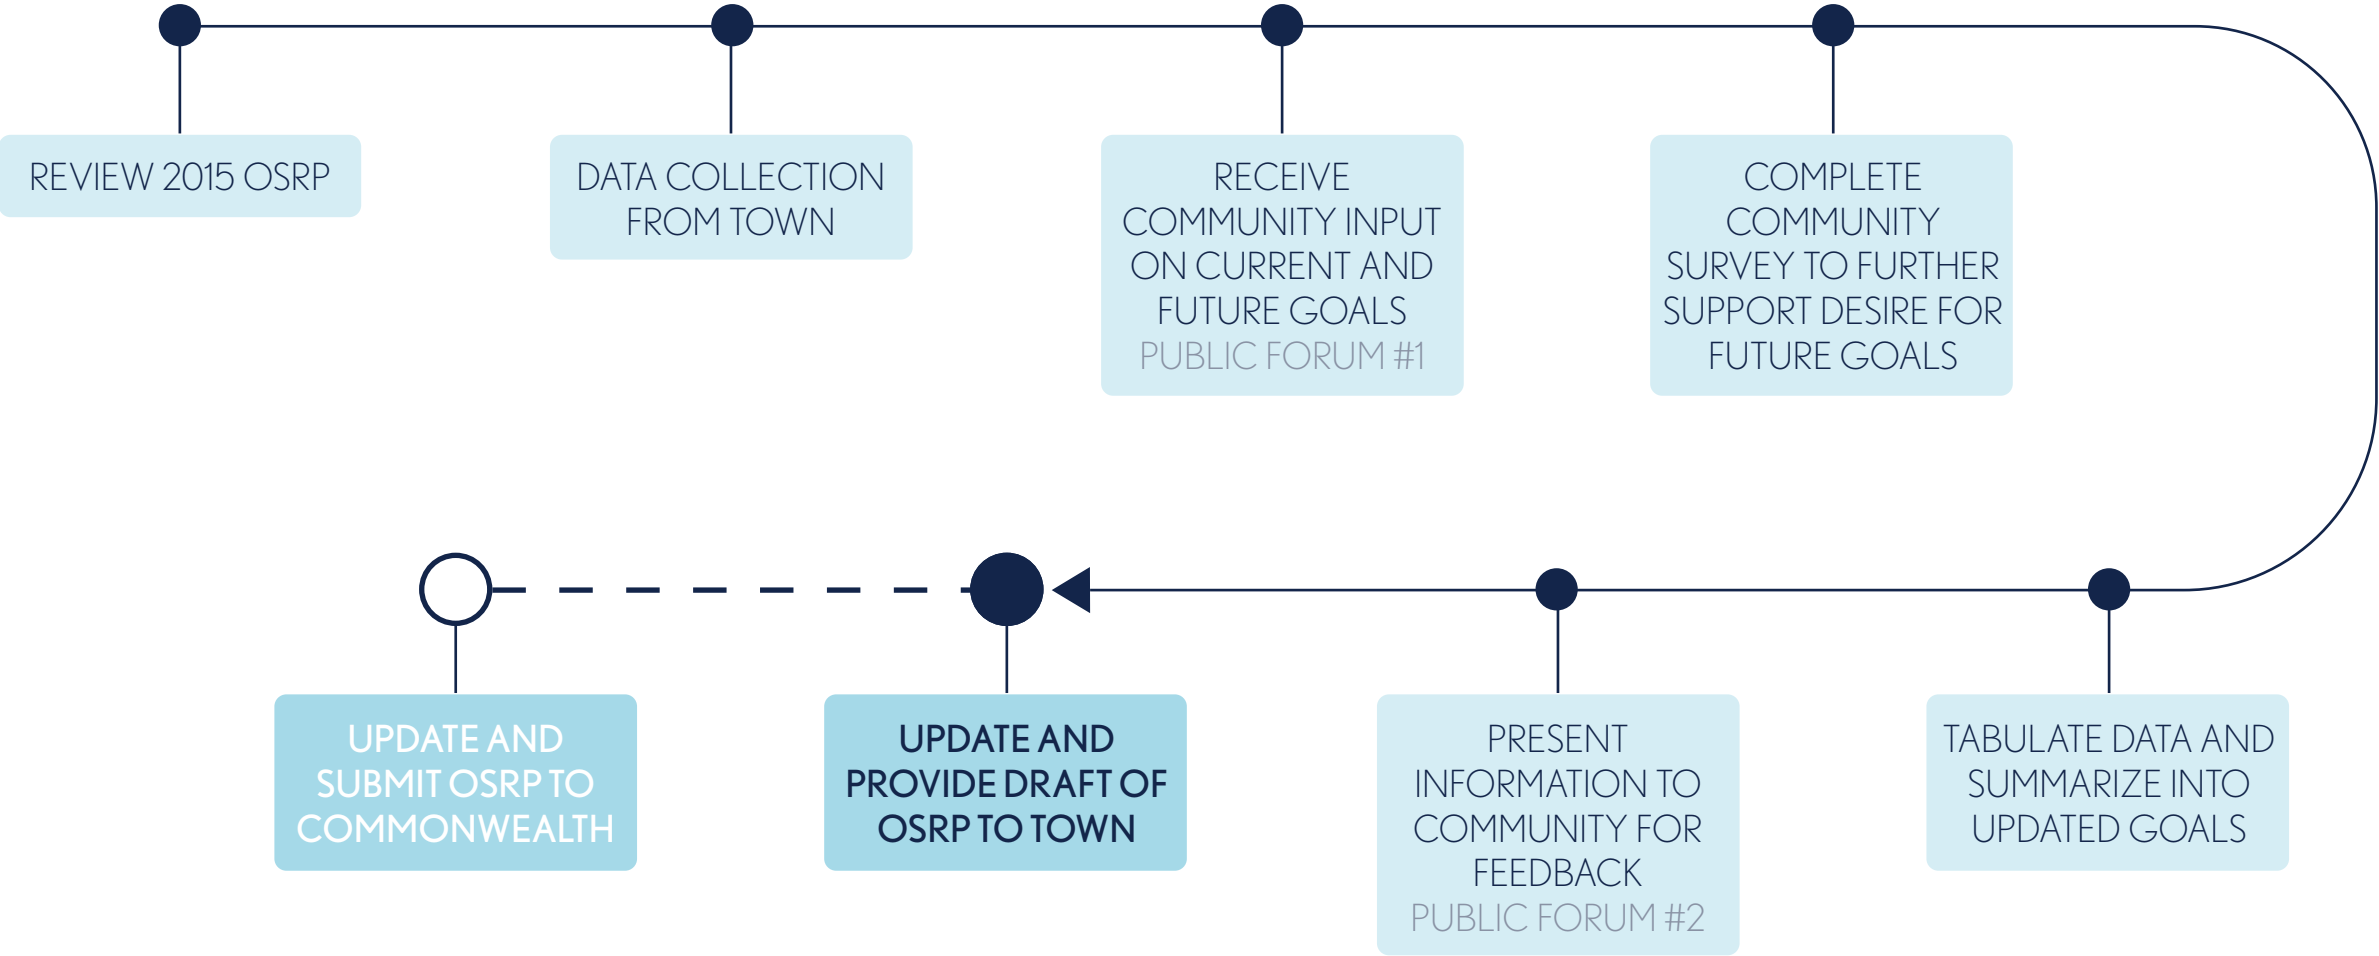 REVIEW 2015 OSRP
DATA COLLECTION
FROM TOWN
RECEIVE
COMMUNITY INPUT
ON CURRENT AND
FUTURE GOALS
PUBLIC FORUM #1
COMPLETE
COMMUNITY
SURVEY TO FURTHER
SUPPORT DESIRE FOR
FUTURE GOALS
TABULATE DATA AND
SUMMARIZE INTO
UPDATED GOALS
PRESENT
INFORMATION TO
COMMUNITY FOR
FEEDBACK
PUBLIC FORUM #2
UPDATE AND
PROVIDE DRAFT OF
OSRP TO TOWN
UPDATE AND
SUBMIT OSRP TO
COMMONWEALTH